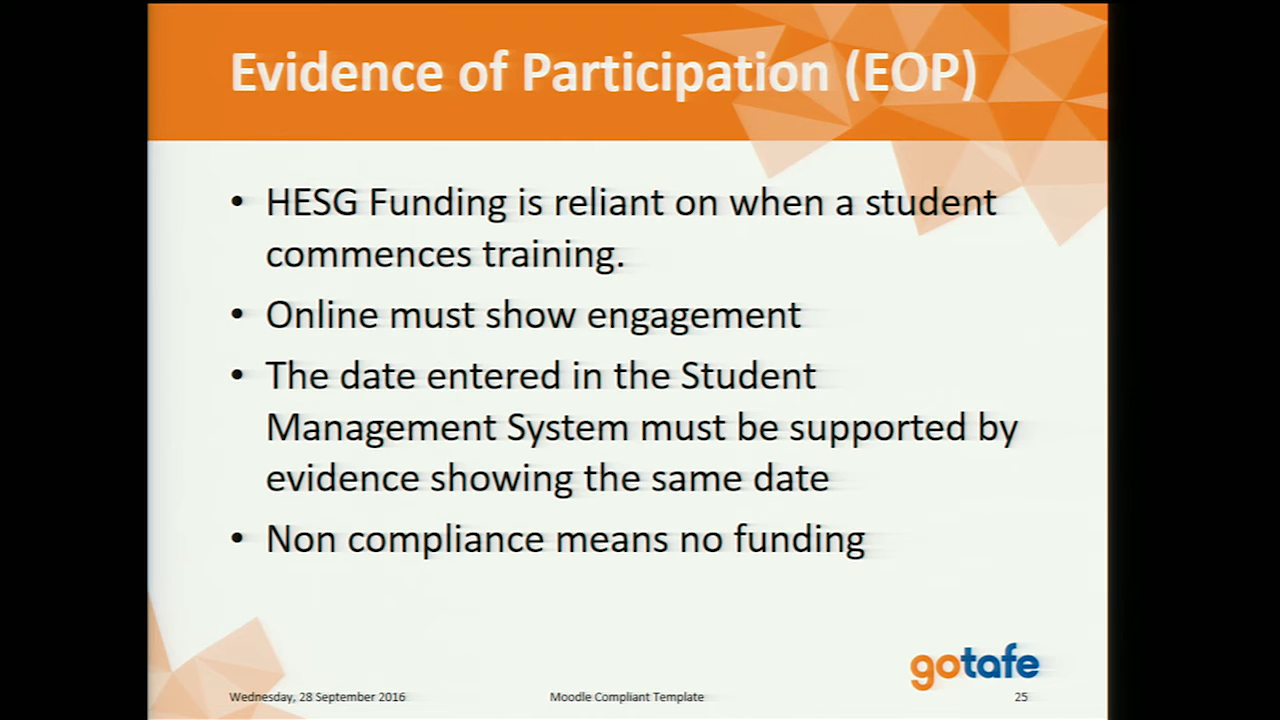 Evidence of Participation (EOP)
• HESG Funding is reliant on when a student
commences training.
• Online must show engagement
• The date entered in the Student
Management System must be supported by
evidence showing the same date
• Non compliance means no funding
gotafe
Wednesday, 28 September 2016 Moodle Compliant Template 25